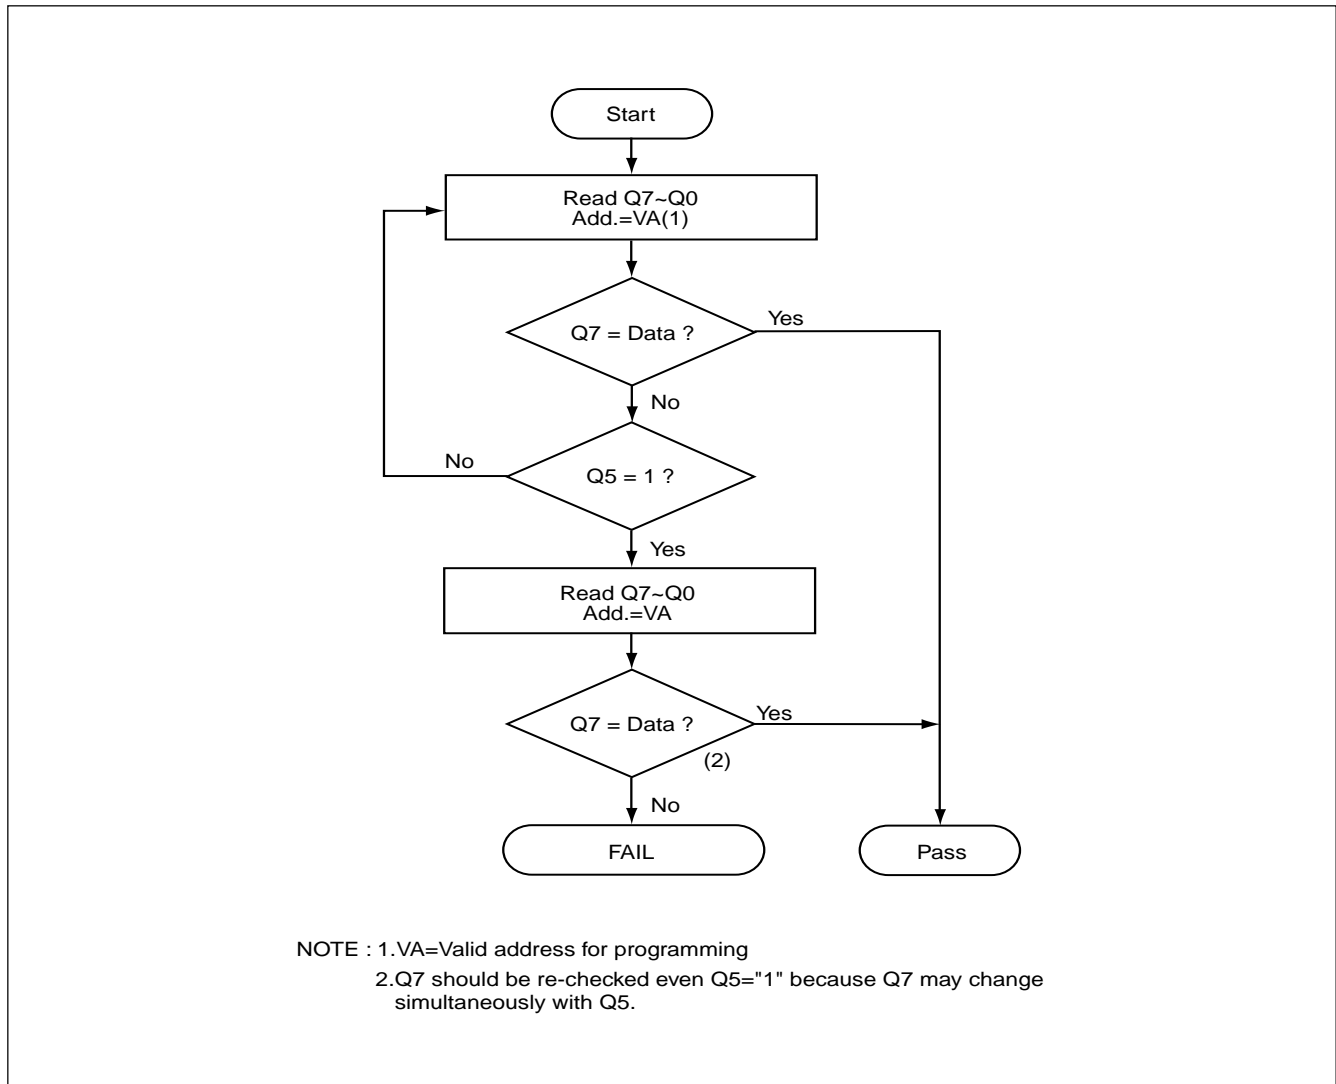 Start
Read Q7~Q0
Add.=VA(1)
Q7 = Data ?
Yes
No
No
Q5 = 1 ?
Yes
Read Q7~Q0
Add.=VA
Q7 = Data ?
Yes
(2)
No
FAIL
Pass
NOTE : 1.VA=Valid address for programming
2.Q7 should be re-checked even Q5="1" because Q7 may change
simultaneously with Q5.